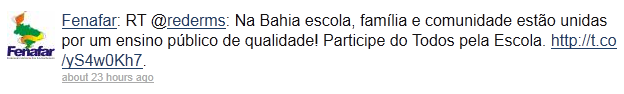 Fenafar: RT @rederms: Na Bahia escola, família e comunidade estão unidas
por um ensino público de qualidade! Participe do Todos pela Escola. http://t.co
/yS4w0Kh7.
about 23 hours ago
Fenafar